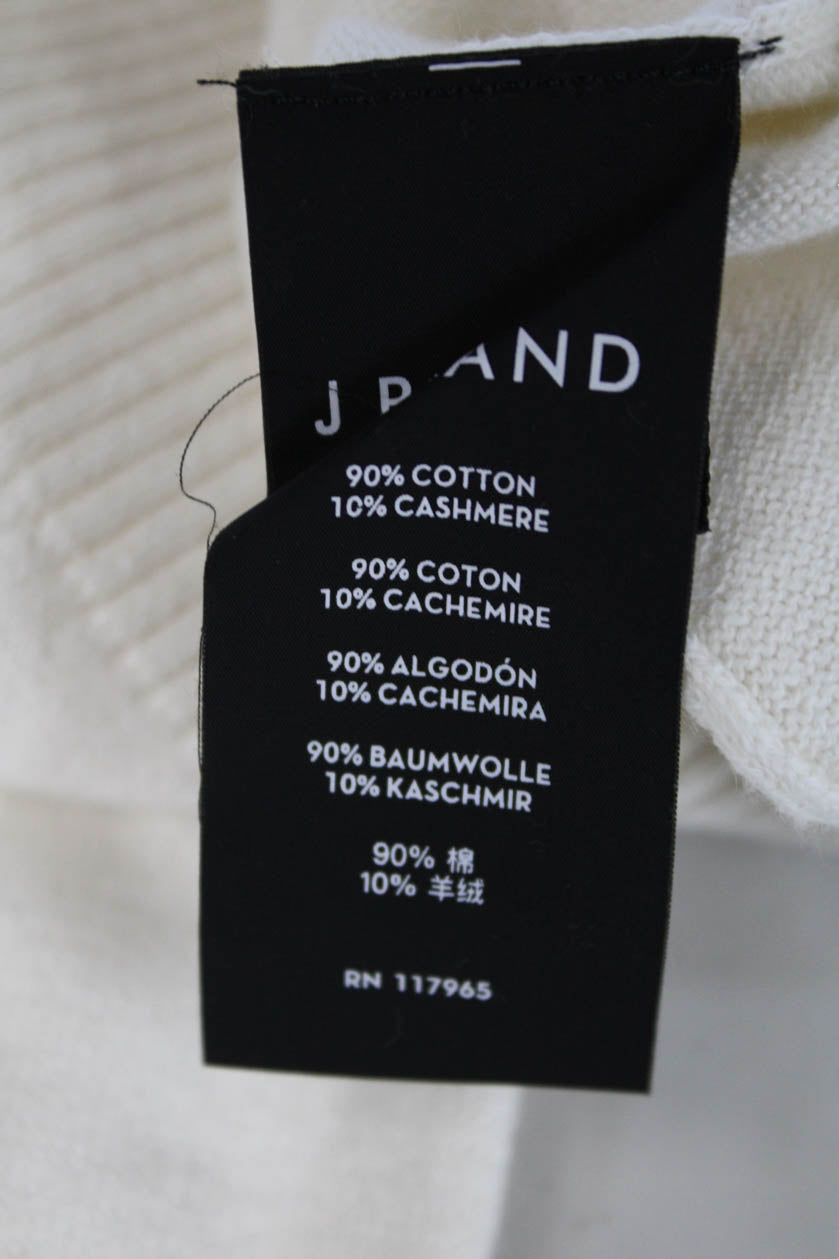 J BRAND
90% COTTON
10% CASHMERE
90% COTON
10% CACHEMIRE
90% ALGODÓN
10% CACHEMIRA
90% BAUMWOLLE
10% KASCHMIR
90% 棉
10% 羊绒
RN 117965